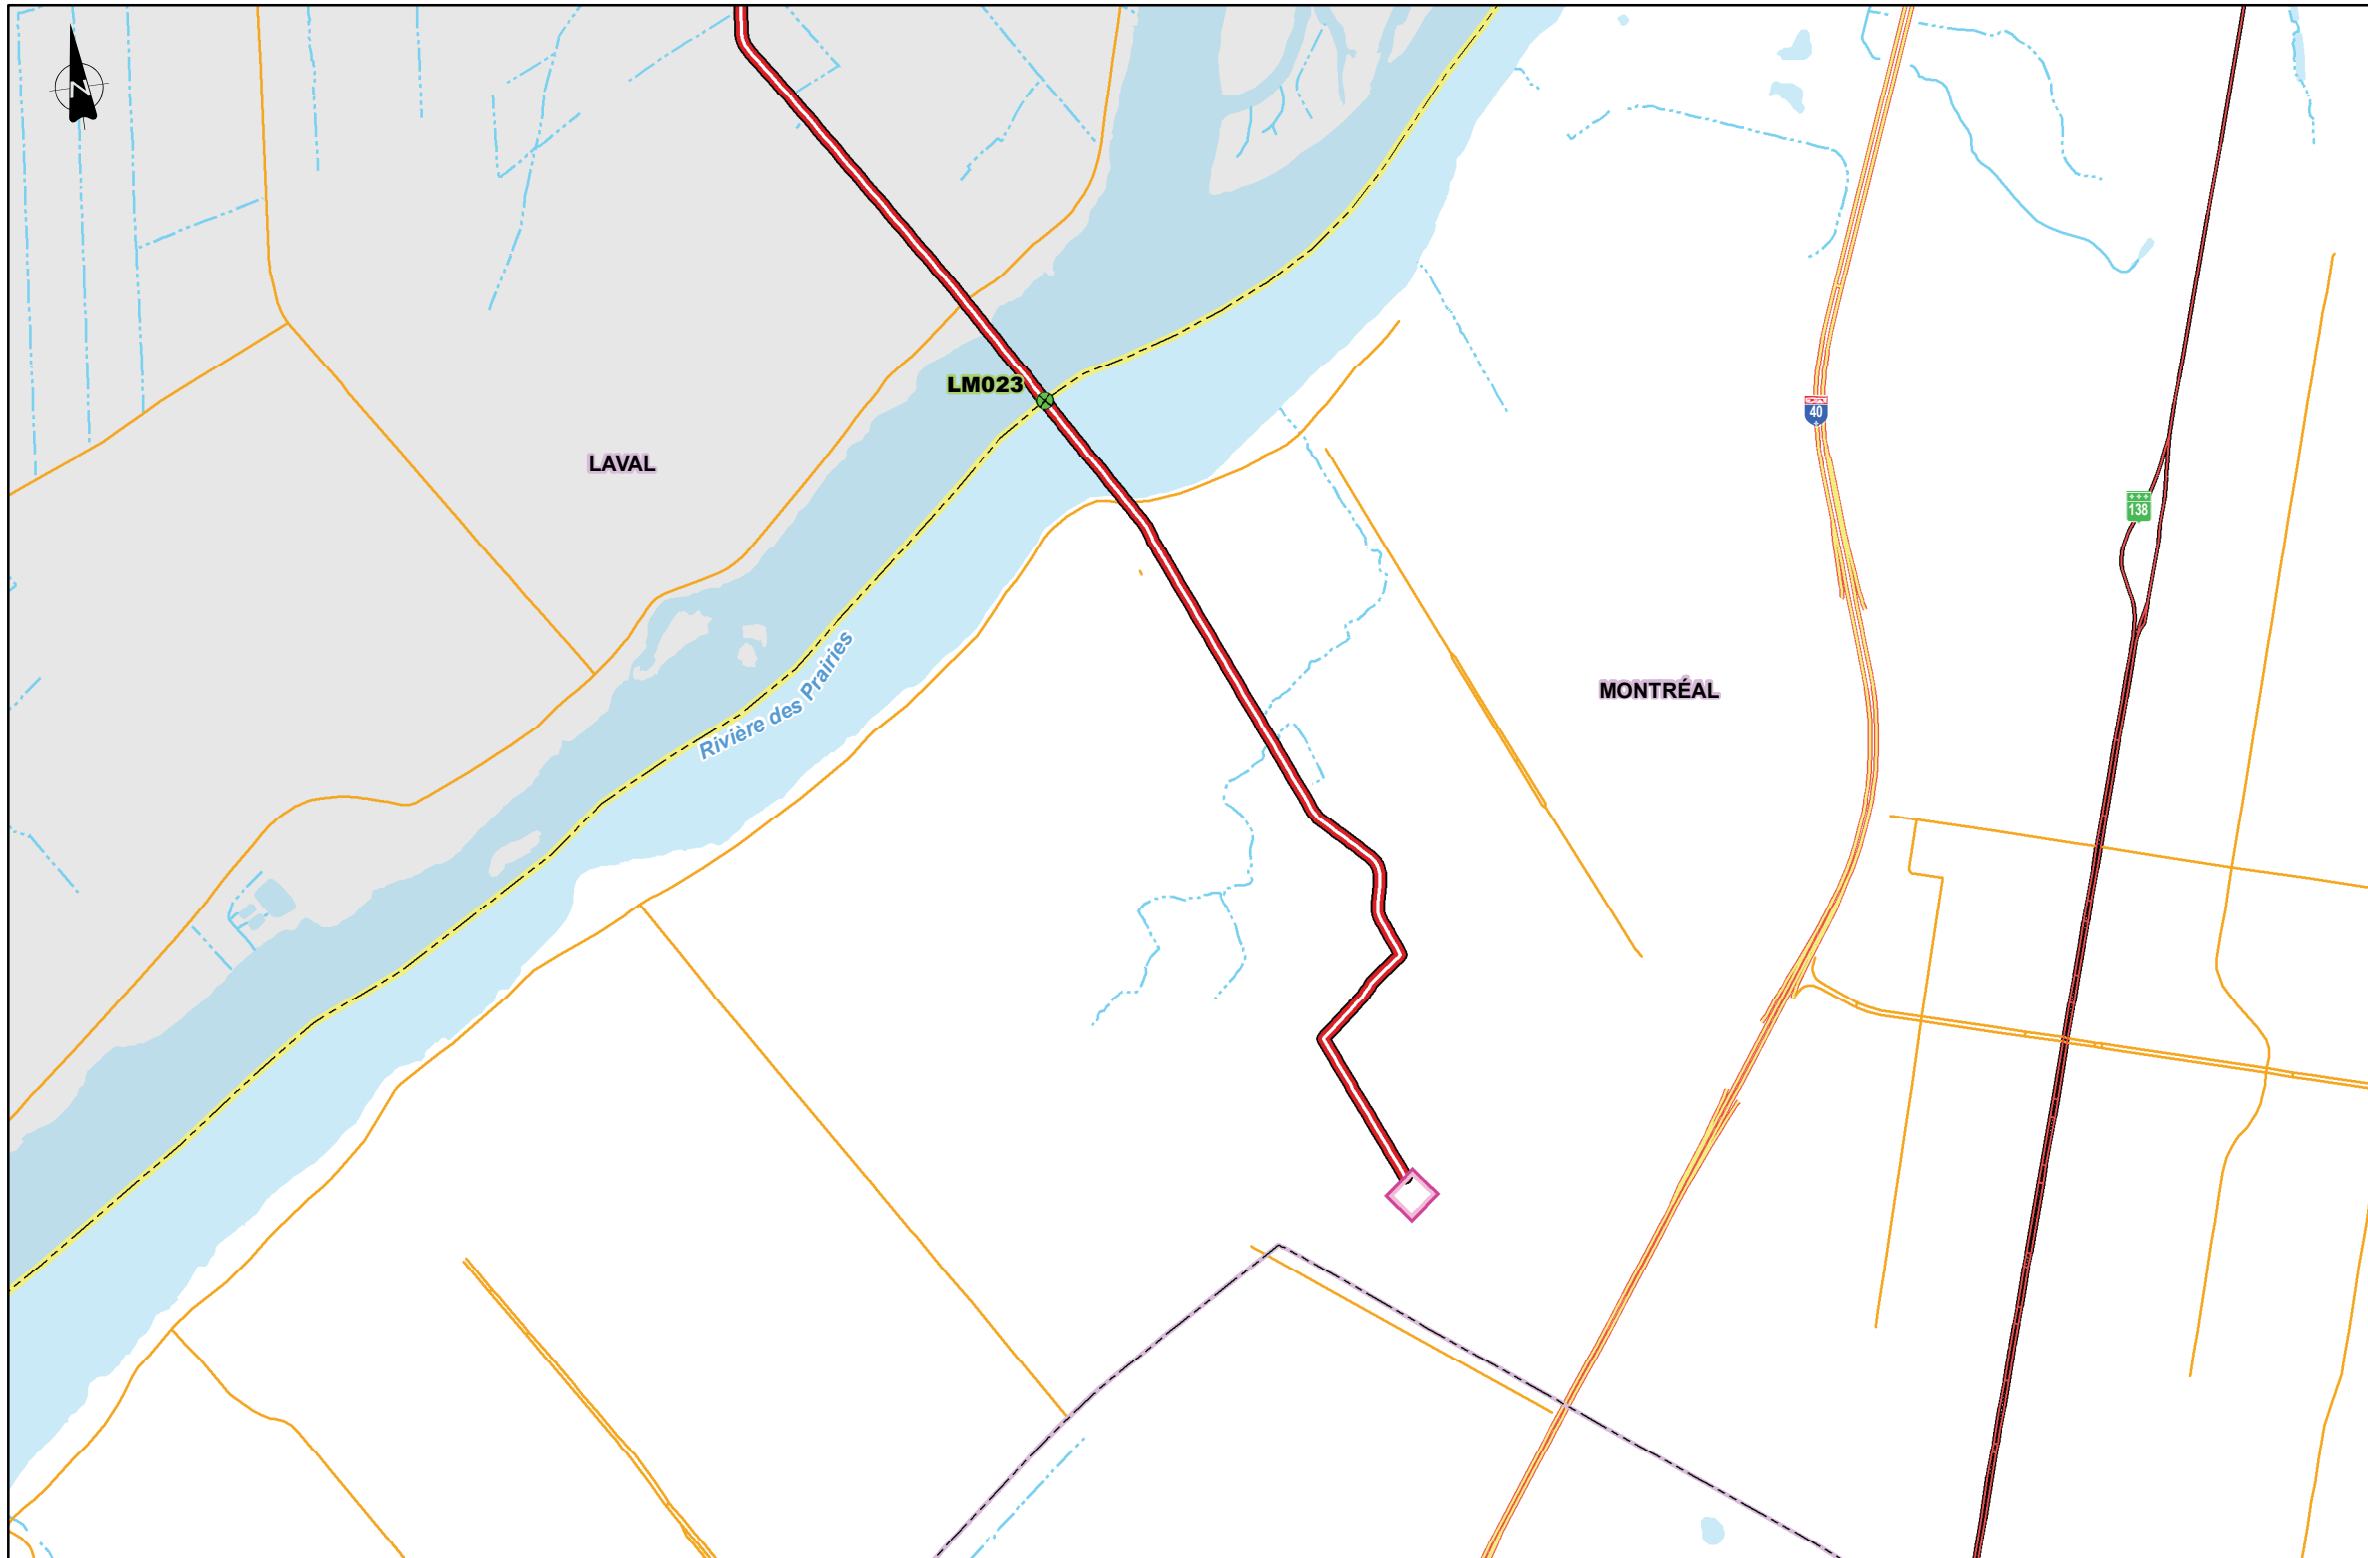 N
LM023
40
LAVAL
138
Rivière des Prairies
MONTRÉAL